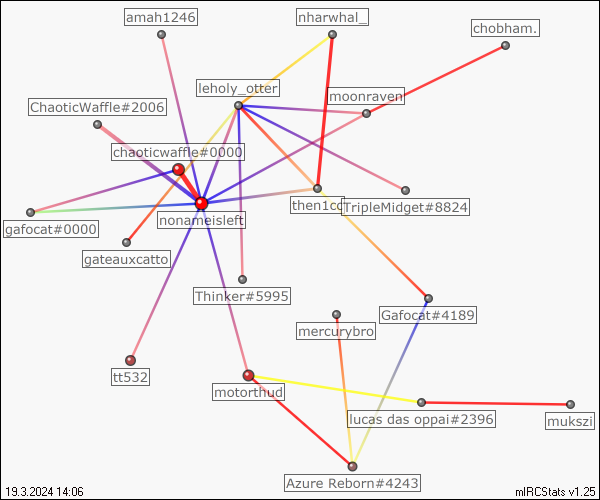 amah1246
nharwhal_
chobham.
leholy_otter
moonraven
ChaoticWaffle#2006
chaoticwaffle#0000
then1cc
TripleMidget#8824
gafocat#0000
nonameisleft
gateauxcatto
Thinker#5995
Gafocat#4189
mercurybro
tt532
motorthud
lucas das oppai#2396
mukszi
Azure Reborn#4243
19.3.2024 14:06
mIRCStats v1.25